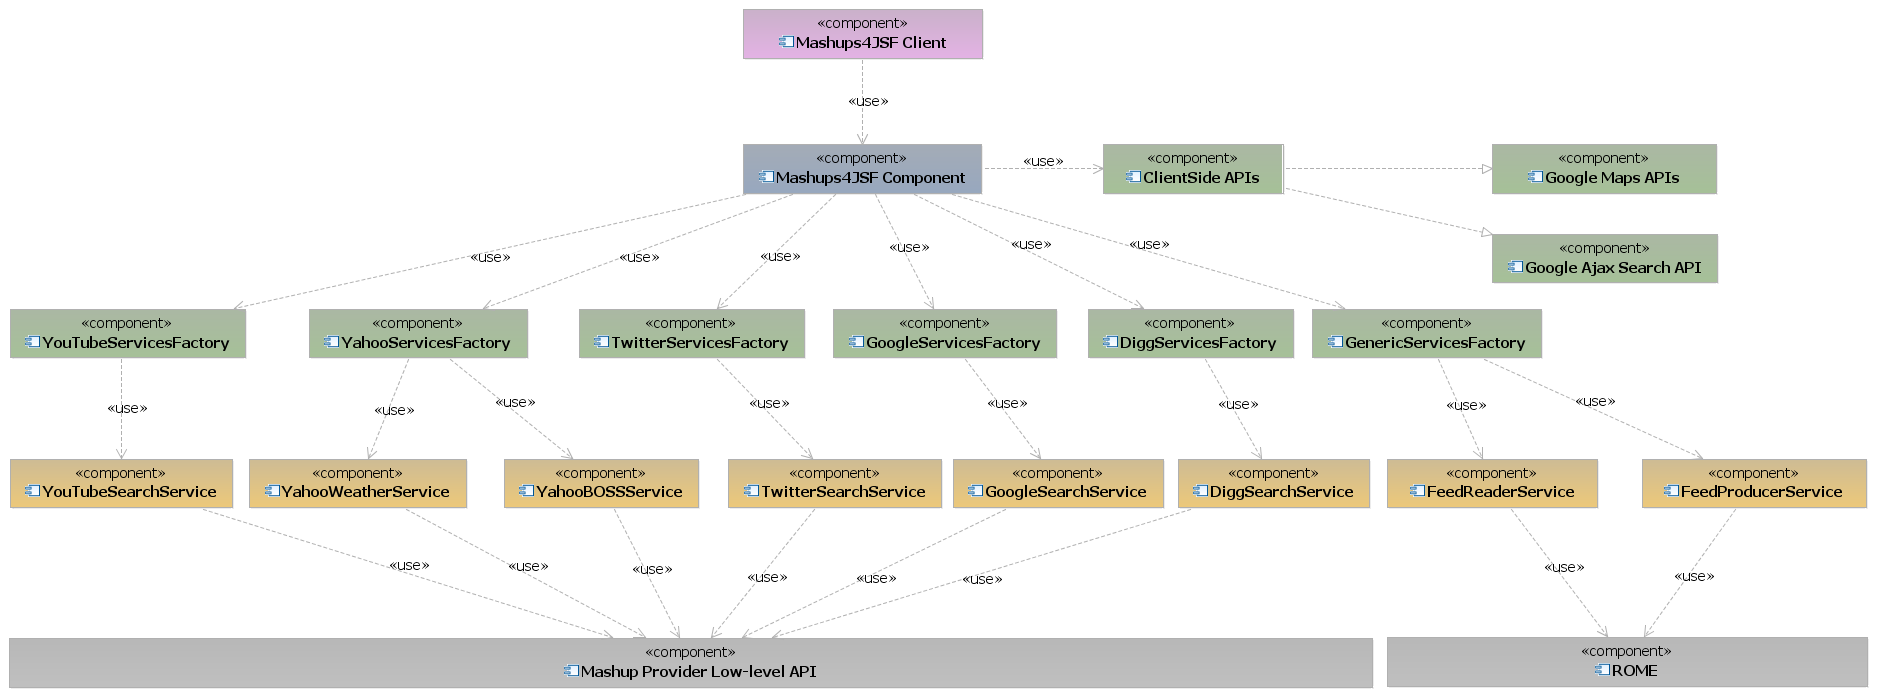 «component»
Mashups4JSF Client
«use»
«component»
Mashups4JSF Component
«use»
«component»
ClientSide APIs
«component»
Google Maps APIs
«component»
Google Ajax Search API
«use»
«use»
«use»
«use»
«use»
«use»
«component»
YouTubeServicesFactory
«component»
YahooServicesFactory
«component»
TwitterServicesFactory
«component»
GoogleServicesFactory
«component»
DiggServicesFactory
«component»
GenericServicesFactory
«use»
«use»
«use»
«use»
«use»
«use»
«use»
«use»
«component»
YouTubeSearchService
«component»
YahooWeatherService
«component»
YahooBOSSService
«component»
TwitterSearchService
«component»
GoogleSearchService
«component»
DiggSearchService
«component»
FeedReaderService
«component»
FeedProducerService
«use»
«use»
«use»
«use»
«use»
«use»
«use»
«use»
«component»
Mashup Provider Low-level API
«component»
ROME